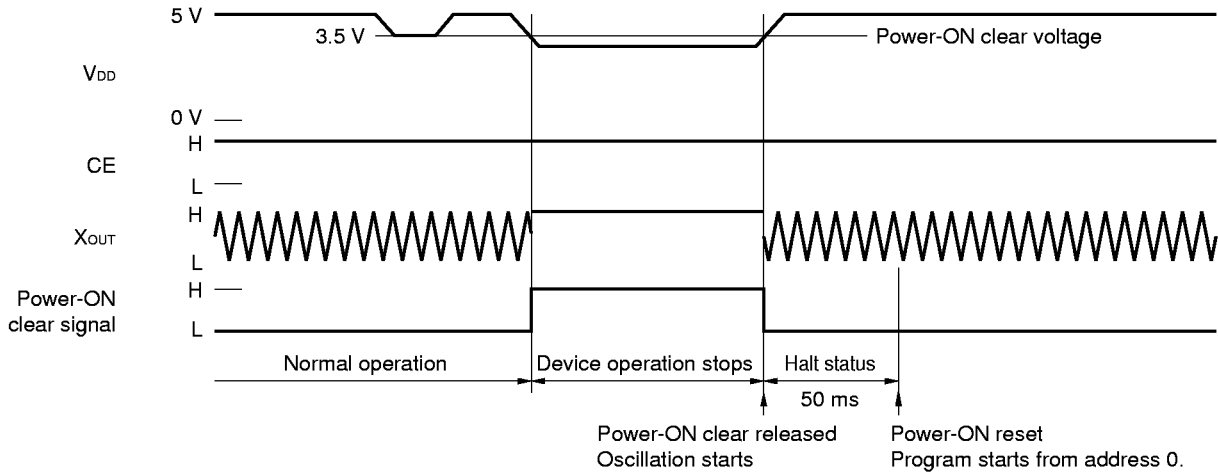 5 V
3.5 V
Power-ON clear voltage
VDD
0 V
H
CE
L
H
XOUT
L
H
Power-ON
clear signal
L
Normal operation
Device operation stops
Halt status
50 ms
Power-ON clear released
Oscillation starts
Power-ON reset
Program starts from address 0.